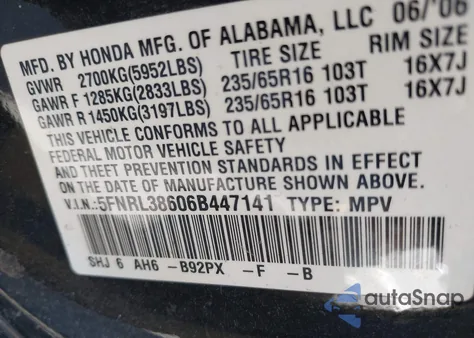 MFD. BY HONDA MFG. OF ALABAMA, LLC 06/'06
GVWR 2700KG(5952LBS) TIRE SIZE RIM SIZE
GAWR F 1285KG(2833LBS) 235/65R16 103T 16X7J
GAWR R 1450KG(3197LBS) 235/65R16 103T 16X7J
THIS VEHICLE CONFORMS TO ALL APPLICABLE
FEDERAL MOTOR VEHICLE SAFETY
AND THEFT PREVENTION STANDARDS IN EFFECT
ON THE DATE OF MANUFACTURE SHOWN ABOVE.
V.I.N.:5FNRL38606B447141 TYPE: MPV
SHJ 6 AH6 -B92PX -F -B
autoSnap